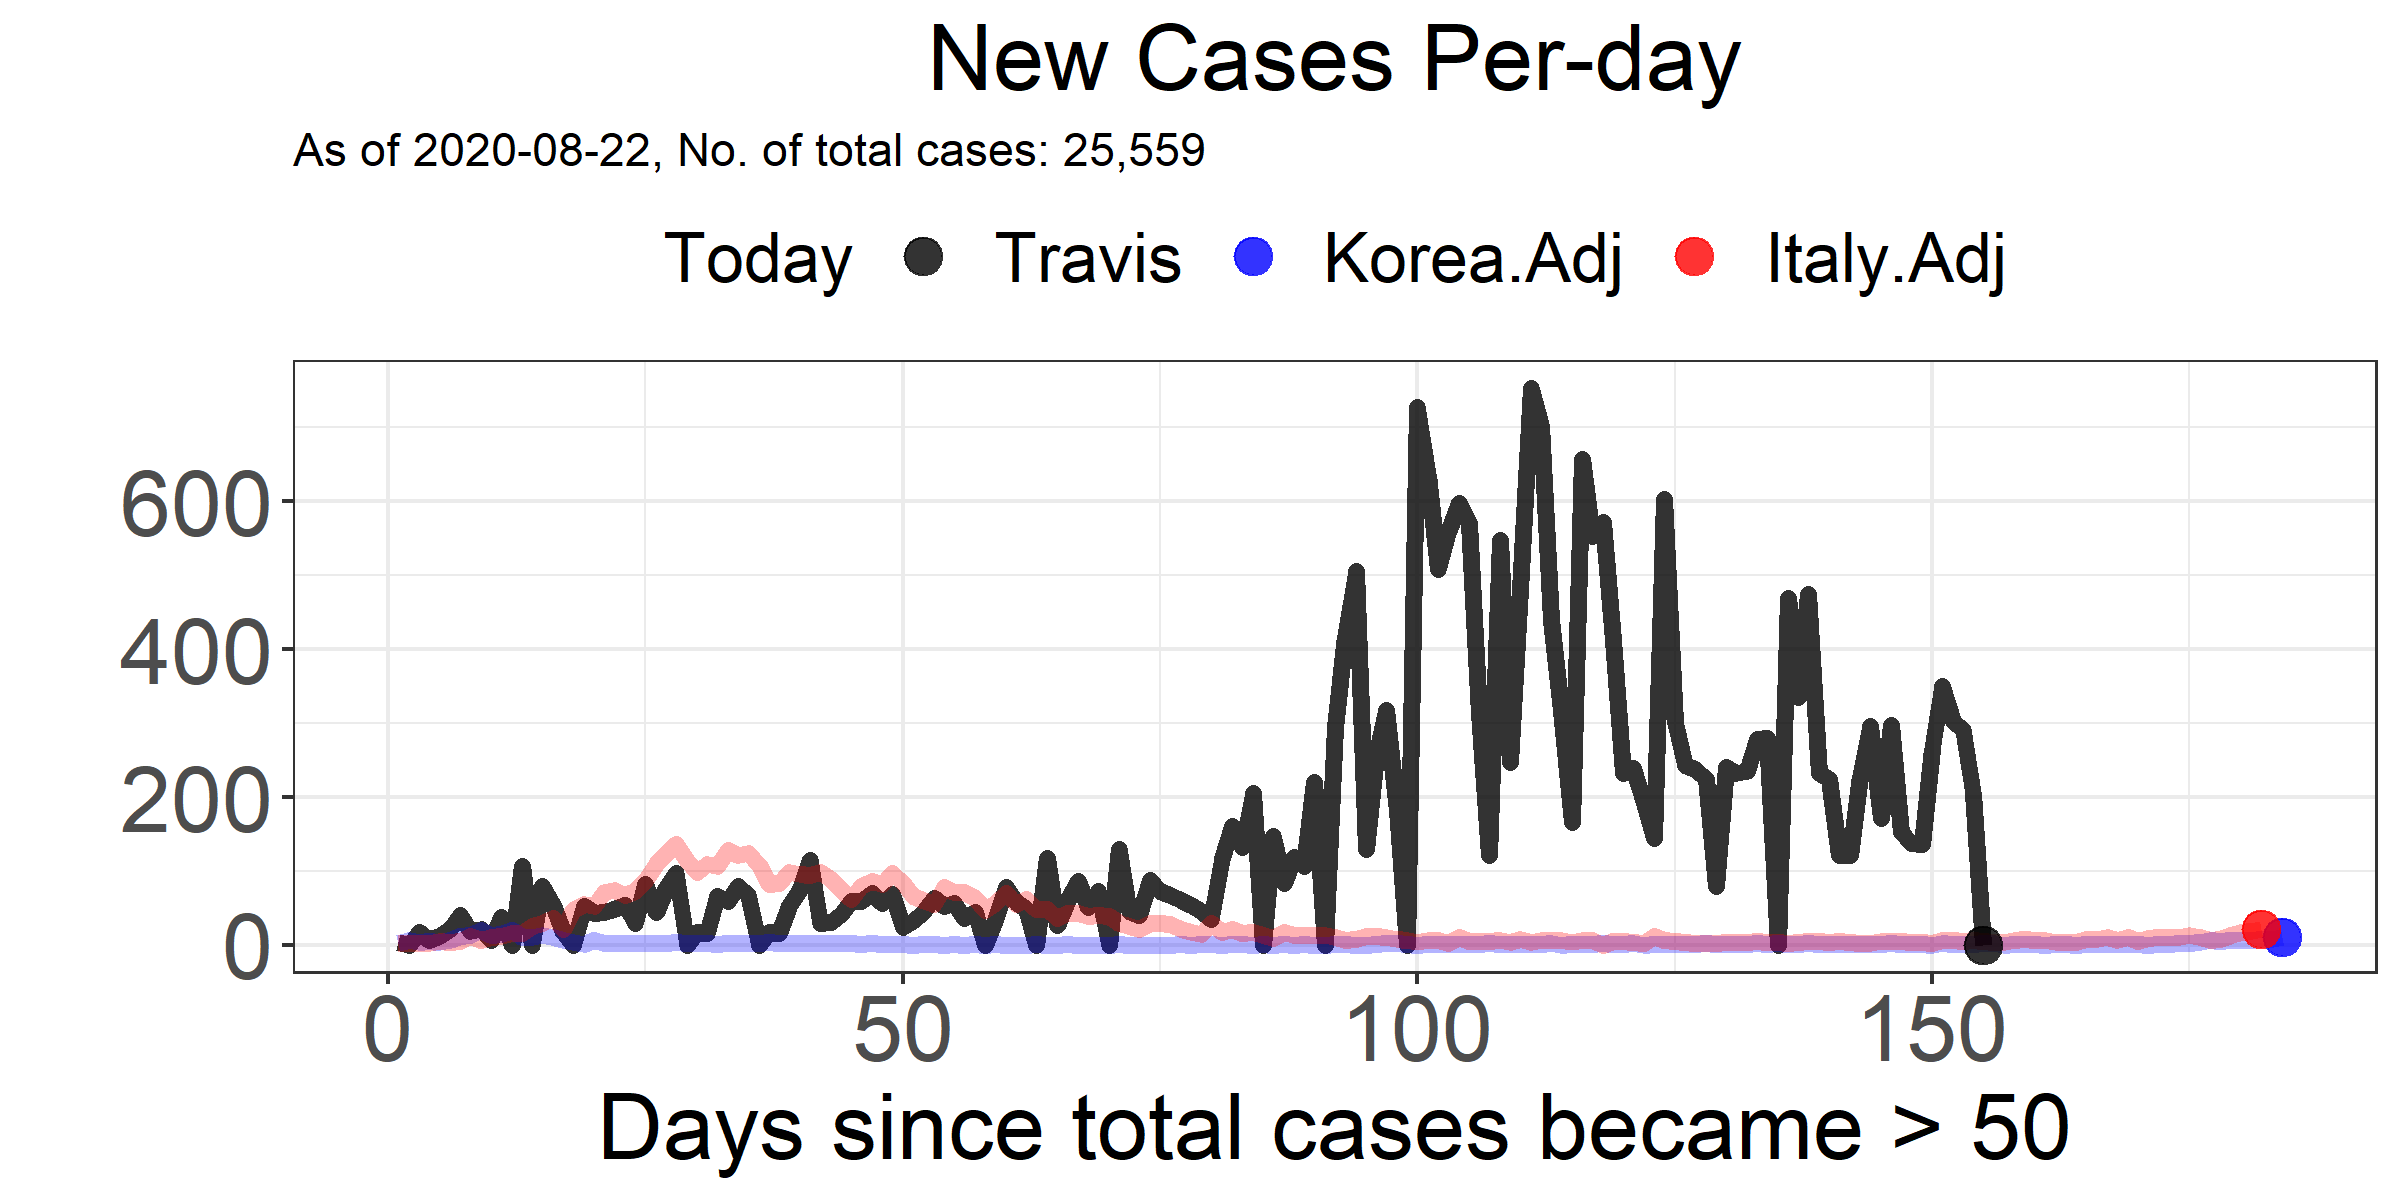 New Cases Per-day
As of 2020-08-22, No. of total cases: 25,559
Today Travis Korea.Adj Italy.Adj
600
400
200
0
0 50 100 150
Days since total cases became > 50